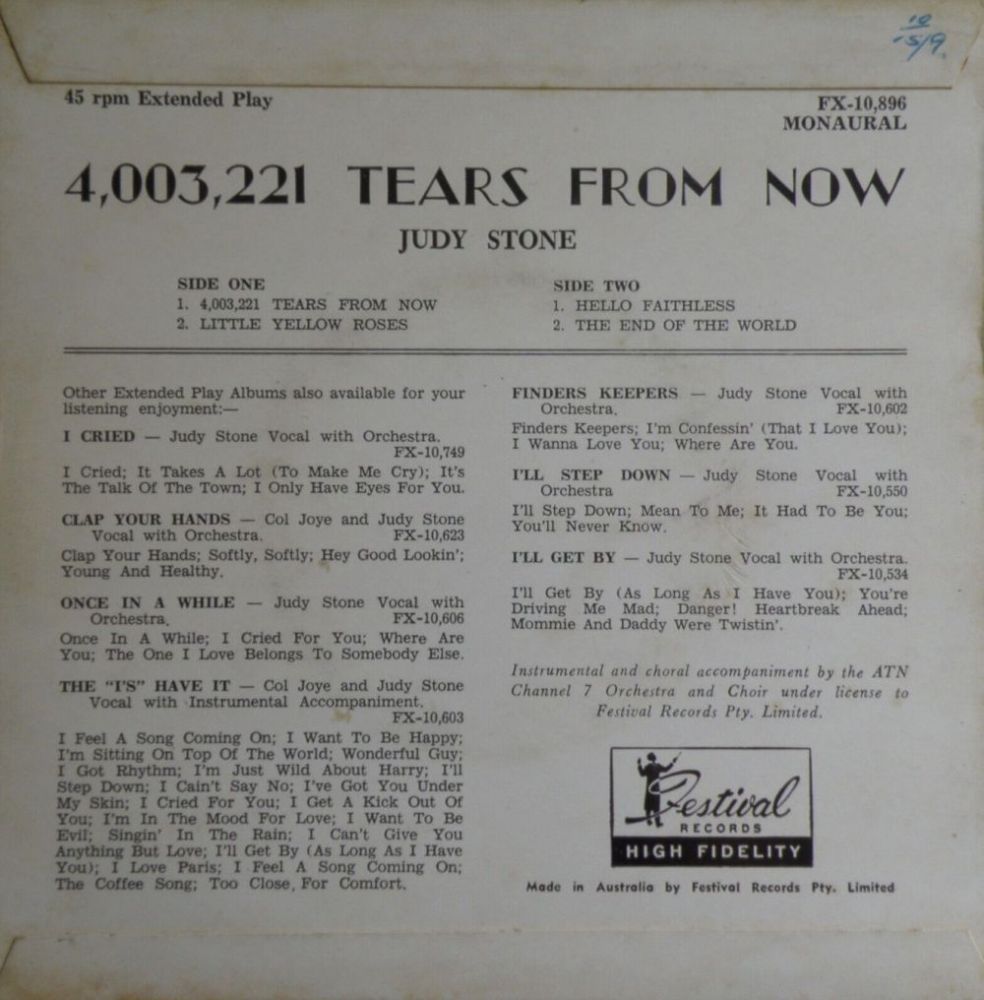 10
15/9.
45 rpm Extended Play
FX-10,896
MONAURAL
4,003,221 TEARS FROM NOW
JUDY STONE
SIDE ONE
1. 4,003,221 TEARS FROM NOW
2. LITTLE YELLOW ROSES
SIDE TWO
1. HELLO FAITHLESS
2. THE END OF THE WORLD
Other Extended Play Albums also available for your
listening enjoyment:—
I CRIED — Judy Stone Vocal with Orchestra.
FX-10,749
I Cried; It Takes A Lot (To Make Me Cry); It's
The Talk Of The Town; I Only Have Eyes For You.
CLAP YOUR HANDS — Col Joye and Judy Stone
Vocal with Orchestra. FX-10,623
Clap Your Hands; Softly, Softly; Hey Good Lookin';
Young And Healthy.
ONCE IN A WHILE — Judy Stone Vocal with
Orchestra. FX-10,606
Once In A While; I Cried For You; Where Are
You; The One I Love Belongs To Somebody Else.
THE "I'S" HAVE IT — Col Joye and Judy Stone
Vocal with Instrumental Accompaniment.
FX-10,603
I Feel A Song Coming On; I Want To Be Happy;
I'm Sitting On Top Of The World; Wonderful Guy;
I Got Rhythm; I'm Just Wild About Harry; I'll
Step Down; I Cain't Say No; I've Got You Under
My Skin; I Cried For You; I Get A Kick Out Of
You; I'm In The Mood For Love; I Want To Be
Evil; Singin' In The Rain; I Can't Give You
Anything But Love; I'll Get By (As Long As I Have
You); I Love Paris; I Feel A Song Coming On;
The Coffee Song; Too Close For Comfort.
FINDERS KEEPERS — Judy Stone Vocal with
Orchestra. FX-10,602
Finders Keepers; I'm Confessin' (That I Love You);
I Wanna Love You; Where Are You.
I'LL STEP DOWN — Judy Stone Vocal with
Orchestra FX-10,550
I'll Step Down; Mean To Me; It Had To Be You;
You'll Never Know.
I'LL GET BY — Judy Stone Vocal with Orchestra.
FX-10,534
I'll Get By (As Long As I Have You); You're
Driving Me Mad; Danger! Heartbreak Ahead;
Mommie And Daddy Were Twistin'.
Instrumental and choral accompaniment by the ATN
Channel 7 Orchestra and Choir under license to
Festival Records Pty. Limited.
Festival
RECORDS
HIGH FIDELITY
Made in Australia by Festival Records Pty. Limited